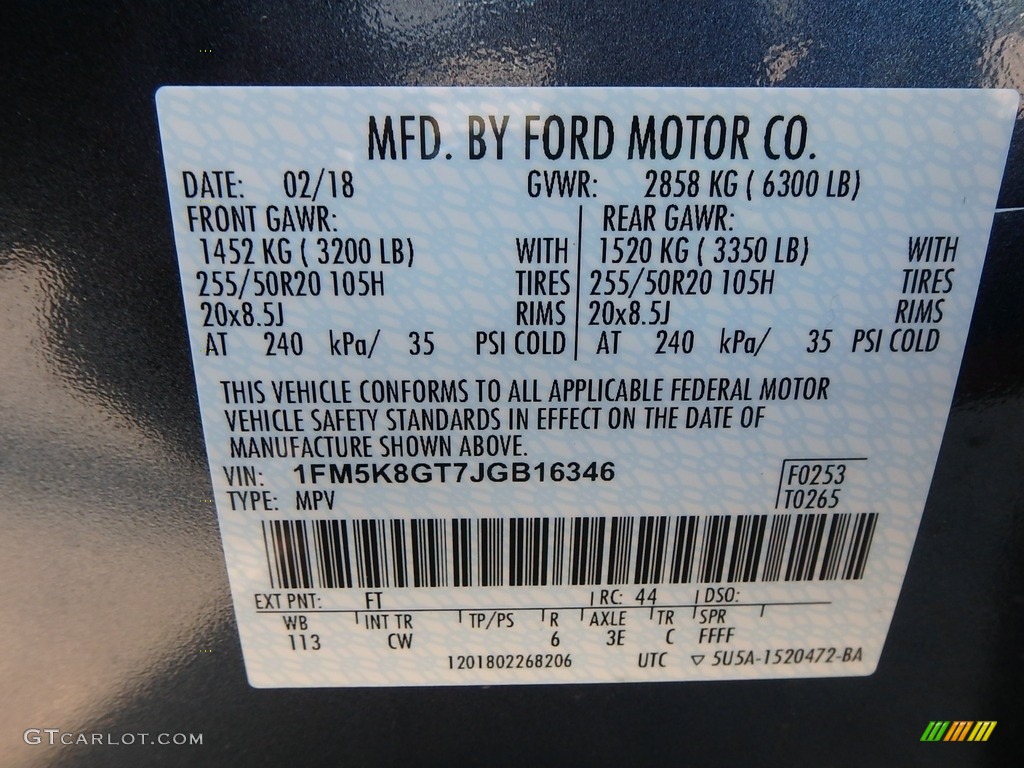 MFD. BY FORD MOTOR CO.
DATE: 02/18 GVWR: 2858 KG ( 6300 LB)
FRONT GAWR: REAR GAWR:
1452 KG ( 3200 LB) WITH 1520 KG ( 3350 LB) WITH
255/50R20 105H TIRES 255/50R20 105H TIRES
20x8.5J RIMS 20x8.5J RIMS
AT 240 kPa/ 35 PSI COLD AT 240 kPa/ 35 PSI COLD
THIS VEHICLE CONFORMS TO ALL APPLICABLE FEDERAL MOTOR
VEHICLE SAFETY STANDARDS IN EFFECT ON THE DATE OF
MANUFACTURE SHOWN ABOVE.
VIN: 1FM5K8GT7JGB16346 F0253
TYPE: MPV T0265
EXT PNT: FT RC: 44 DSO:
WB INT TR TP/PS R AXLE TR SPR
113 CW 6 3E C FFFF
1201802268206 UTC ▽ 5U5A-1520472-BA
GTCARLOT.COM